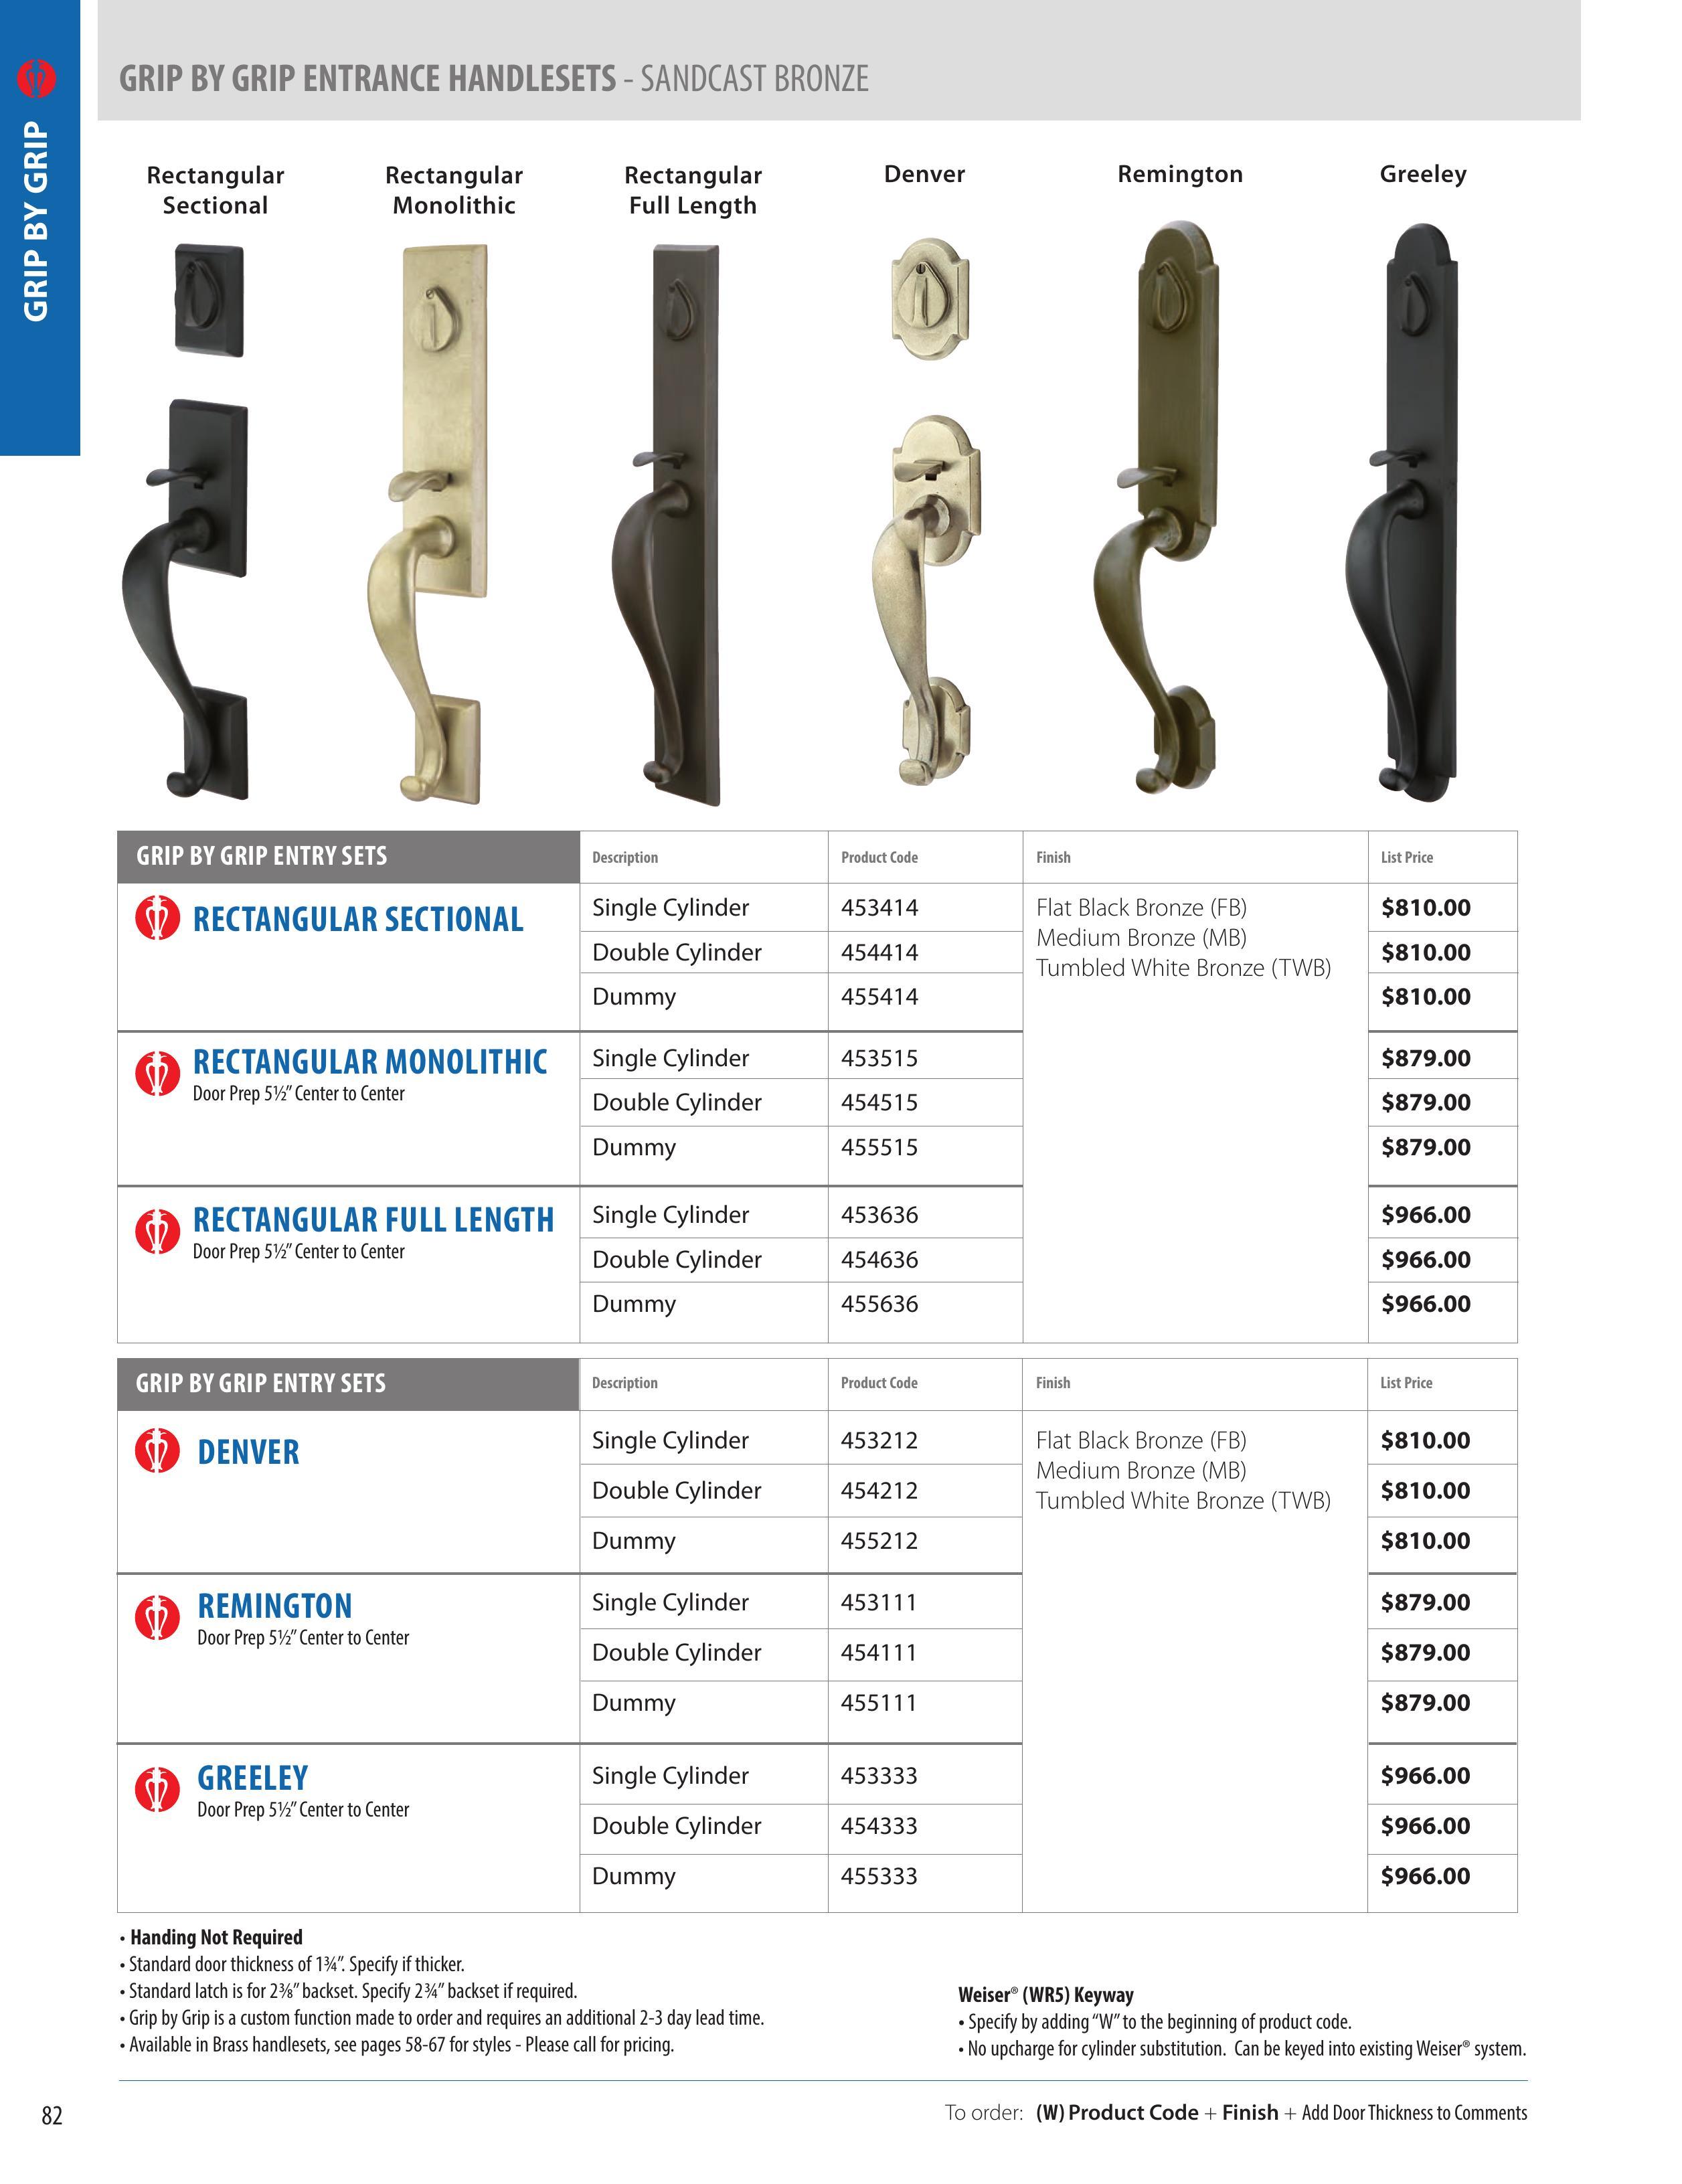 GRIP BY GRIP
GRIP BY GRIP ENTRANCE HANDLESETS - SANDCAST BRONZE
Rectangular
Sectional
Rectangular
Monolithic
Rectangular
Full Length
Denver
Remington
Greeley
GRIP BY GRIP ENTRY SETS Description Product Code Finish List Price
RECTANGULAR SECTIONAL
Single Cylinder 453414 Flat Black Bronze (FB) $810.00
Medium Bronze (MB)
Double Cylinder 454414 $810.00
Tumbled White Bronze (TWB)
Dummy 455414 $810.00
RECTANGULAR MONOLITHIC
Door Prep 5½” Center to Center
Single Cylinder 453515 $879.00
Double Cylinder 454515 $879.00
Dummy 455515 $879.00
RECTANGULAR FULL LENGTH
Door Prep 5½” Center to Center
Single Cylinder 453636 $966.00
Double Cylinder 454636 $966.00
Dummy 455636 $966.00
GRIP BY GRIP ENTRY SETS Description Product Code Finish List Price
DENVER
Single Cylinder 453212 Flat Black Bronze (FB) $810.00
Medium Bronze (MB)
Double Cylinder 454212 $810.00
Tumbled White Bronze (TWB)
Dummy 455212 $810.00
REMINGTON
Door Prep 5½” Center to Center
Single Cylinder 453111 $879.00
Double Cylinder 454111 $879.00
Dummy 455111 $879.00
GREELEY
Door Prep 5½” Center to Center
Single Cylinder 453333 $966.00
Double Cylinder 454333 $966.00
Dummy 455333 $966.00
• Handing Not Required
• Standard door thickness of 1¾”. Specify if thicker.
• Standard latch is for 2⅜” backset. Specify 2¾” backset if required.
• Grip by Grip is a custom function made to order and requires an additional 2-3 day lead time.
• Available in Brass handlesets, see pages 58-67 for styles - Please call for pricing.
Weiser® (WR5) Keyway
• Specify by adding “W” to the beginning of product code.
• No upcharge for cylinder substitution. Can be keyed into existing Weiser® system.
82
To order: (W) Product Code + Finish + Add Door Thickness to Comments